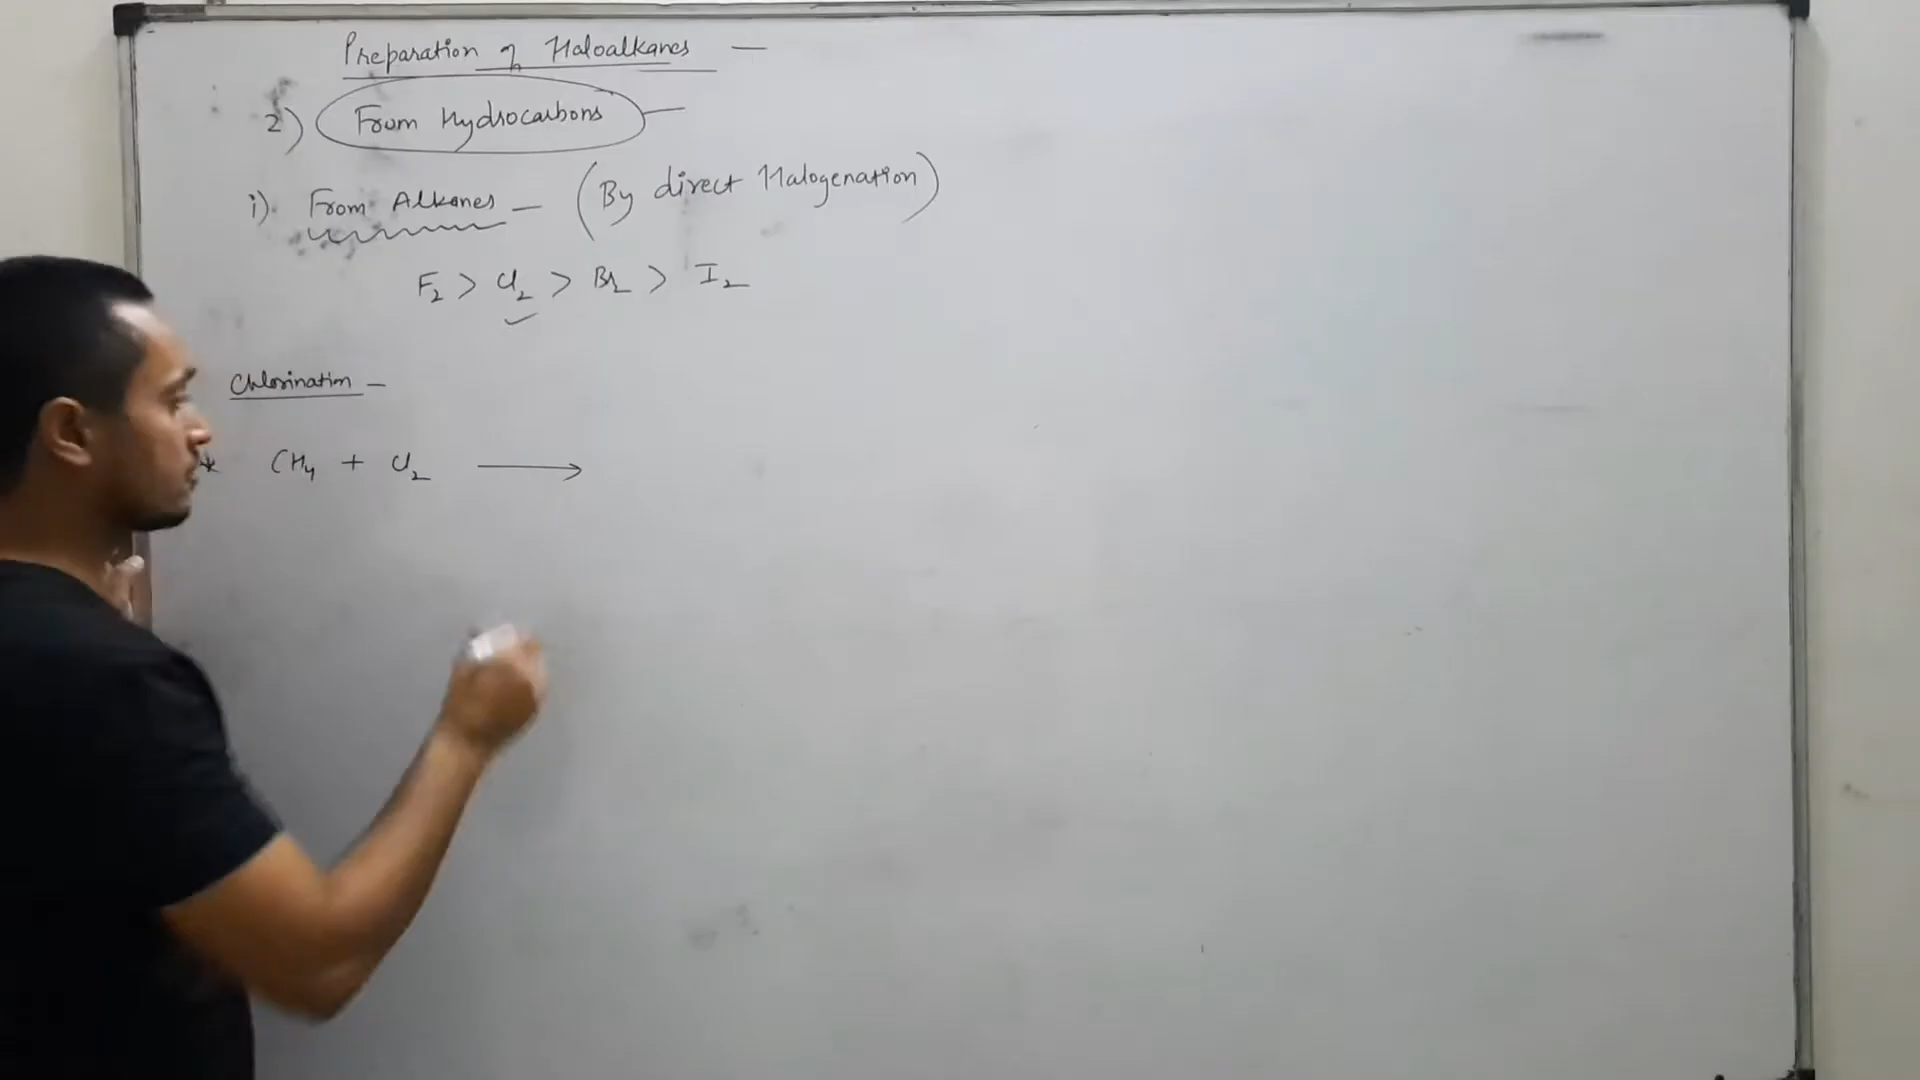 Preparation of Haloalkanes —
2) From Hydrocarbons —
i). From Alkanes — (By direct Halogenation)
F₂ > Cl₂ > Br₂ > I₂
Chlorination —
* CH₄ + Cl₂ →